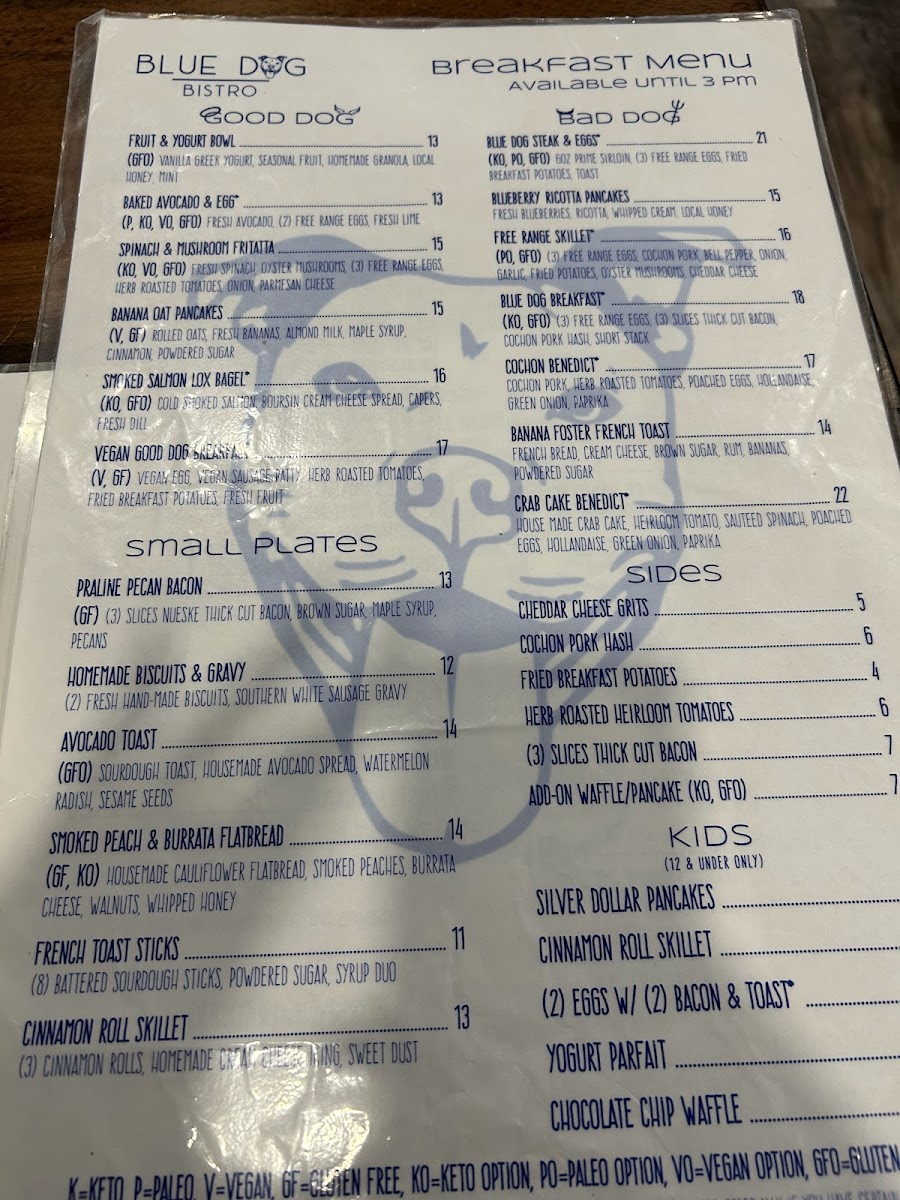 BLUE DOG
BISTRO
GOOD DOG
FRUIT & YOGURT BOWL 13
(GFO) VANILLA GREEK YOGURT, SEASONAL FRUIT, HOMEMADE GRANOLA, LOCAL
HONEY, MINT
BAKED AVOCADO & EGG* 13
(P, KO, VO, GFO) FRESH AVOCADO, (2) FREE RANGE EGGS, FRESH LIME
SPINACH & MUSHROOM FRITATTA 15
(KO, VO, GFO) FRESH SPINACH, OYSTER MUSHROOMS, (3) FREE RANGE EGGS,
HERB ROASTED TOMATOES, ONION, PARMESAN CHEESE
BANANA OAT PANCAKES 15
(V, GF) ROLLED OATS, FRESH BANANAS, ALMOND MILK, MAPLE SYRUP,
CINNAMON, POWDERED SUGAR
SMOKED SALMON LOX BAGEL* 16
(KO, GFO) COLD SMOKED SALMON, BOURSIN CREAM CHEESE SPREAD, CAPERS,
FRESH DILL
VEGAN GOOD DOG BREAKFAST 17
(V, GF) VEGAN EGG, VEGAN SAUSAGE PATTY, HERB ROASTED TOMATOES,
FRIED BREAKFAST POTATOES, FRESH FRUIT
SMALL PLATES
PRALINE PECAN BACON 13
(GF) (3) SLICES NUESKE THICK CUT BACON, BROWN SUGAR, MAPLE SYRUP,
PECANS
HOMEMADE BISCUITS & GRAVY 12
(2) FRESH HAND-MADE BISCUITS, SOUTHERN WHITE SAUSAGE GRAVY
AVOCADO TOAST 14
(GFO) SOURDOUGH TOAST, HOUSEMADE AVOCADO SPREAD, WATERMELON
RADISH, SESAME SEEDS
SMOKED PEACH & BURRATA FLATBREAD 14
(GF, KO) HOUSEMADE CAULIFLOWER FLATBREAD, SMOKED PEACHES, BURRATA
CHEESE, WALNUTS, WHIPPED HONEY
FRENCH TOAST STICKS 11
(8) BATTERED SOURDOUGH STICKS, POWDERED SUGAR, SYRUP DUO
CINNAMON ROLL SKILLET 13
(3) CINNAMON ROLLS, HOMEMADE CREAM CHEESE ICING, SWEET DUST
BREAKFAST MENU
AVAILABLE UNTIL 3 PM
BAD DOG
BLUE DOG STEAK & EGGS* 21
(KO, PO, GFO) 6OZ PRIME SIRLOIN, (3) FREE RANGE EGGS, FRIED
BREAKFAST POTATOES, TOAST
BLUEBERRY RICOTTA PANCAKES 15
FRESH BLUEBERRIES, RICOTTA, WHIPPED CREAM, LOCAL HONEY
FREE RANGE SKILLET* 16
(PO, GFO) (3) FREE RANGE EGGS, COCHON PORK, BELL PEPPER, ONION,
GARLIC, FRIED POTATOES, OYSTER MUSHROOMS, CHEDDAR CHEESE
BLUE DOG BREAKFAST* 18
(KO, GFO) (3) FREE RANGE EGGS, (3) SLICES THICK CUT BACON,
COCHON PORK HASH, SHORT STACK
COCHON BENEDICT* 17
COCHON PORK, HERB ROASTED TOMATOES, POACHED EGGS, HOLLANDAISE,
GREEN ONION, PAPRIKA
BANANA FOSTER FRENCH TOAST 14
FRENCH BREAD, CREAM CHEESE, BROWN SUGAR, RUM, BANANAS,
POWDERED SUGAR
CRAB CAKE BENEDICT* 22
HOUSE MADE CRAB CAKE, HEIRLOOM TOMATO, SAUTEED SPINACH, POACHED
EGGS, HOLLANDAISE, GREEN ONION, PAPRIKA
SIDES
CHEDDAR CHEESE GRITS 5
COCHON PORK HASH 6
FRIED BREAKFAST POTATOES 4
HERB ROASTED HEIRLOOM TOMATOES 6
(3) SLICES THICK CUT BACON 7
ADD-ON WAFFLE/PANCAKE (KO, GFO) 7
KIDS
(12 & UNDER ONLY)
SILVER DOLLAR PANCAKES
CINNAMON ROLL SKILLET
(2) EGGS W/ (2) BACON & TOAST*
YOGURT PARFAIT
CHOCOLATE CHIP WAFFLE
K=KETO, P=PALEO, V=VEGAN, GF=GLUTEN FREE, KO=KETO OPTION, PO=PALEO OPTION, VO=VEGAN OPTION, GFO=GLUTEN